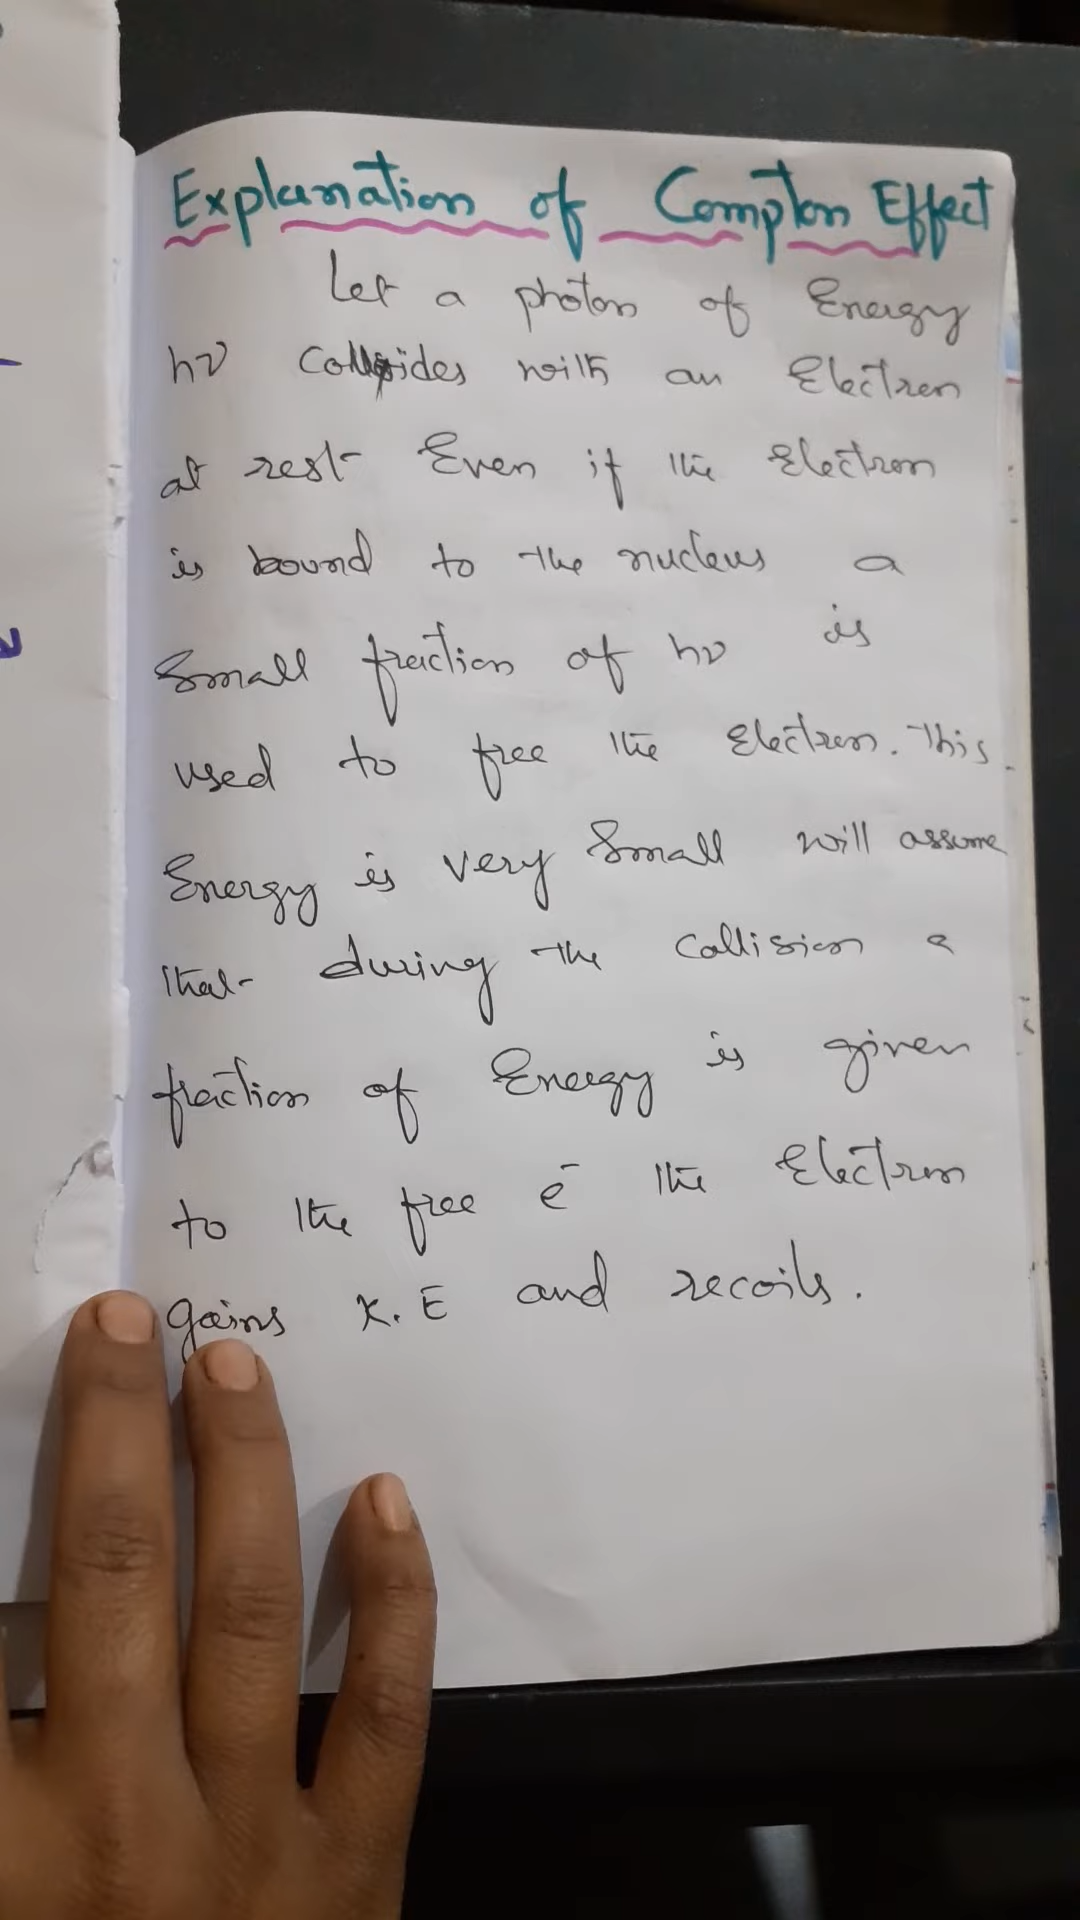 Explanation of Compton Effect
Let a photon of Energy
hν Collides with an Electron
at rest Even if the Electron
is bound to the nucleus a
Small fraction of hν is
used to free the Electron. This
Energy is very Small will assume
that during the Collision a
fraction of Energy is given
to the free e⁻ the Electron
gains K.E and recoils.